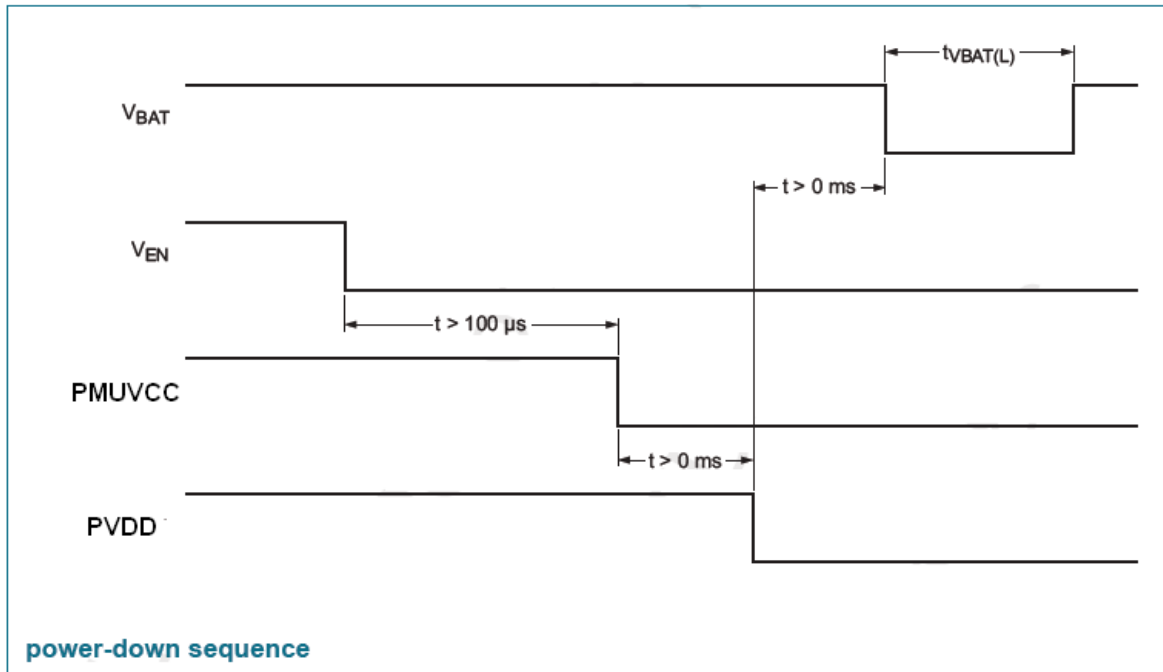 tVBAT(L)
VBAT
t > 0 ms
VEN
t > 100 µs
PMUVCC
t > 0 ms
PVDD
power-down sequence